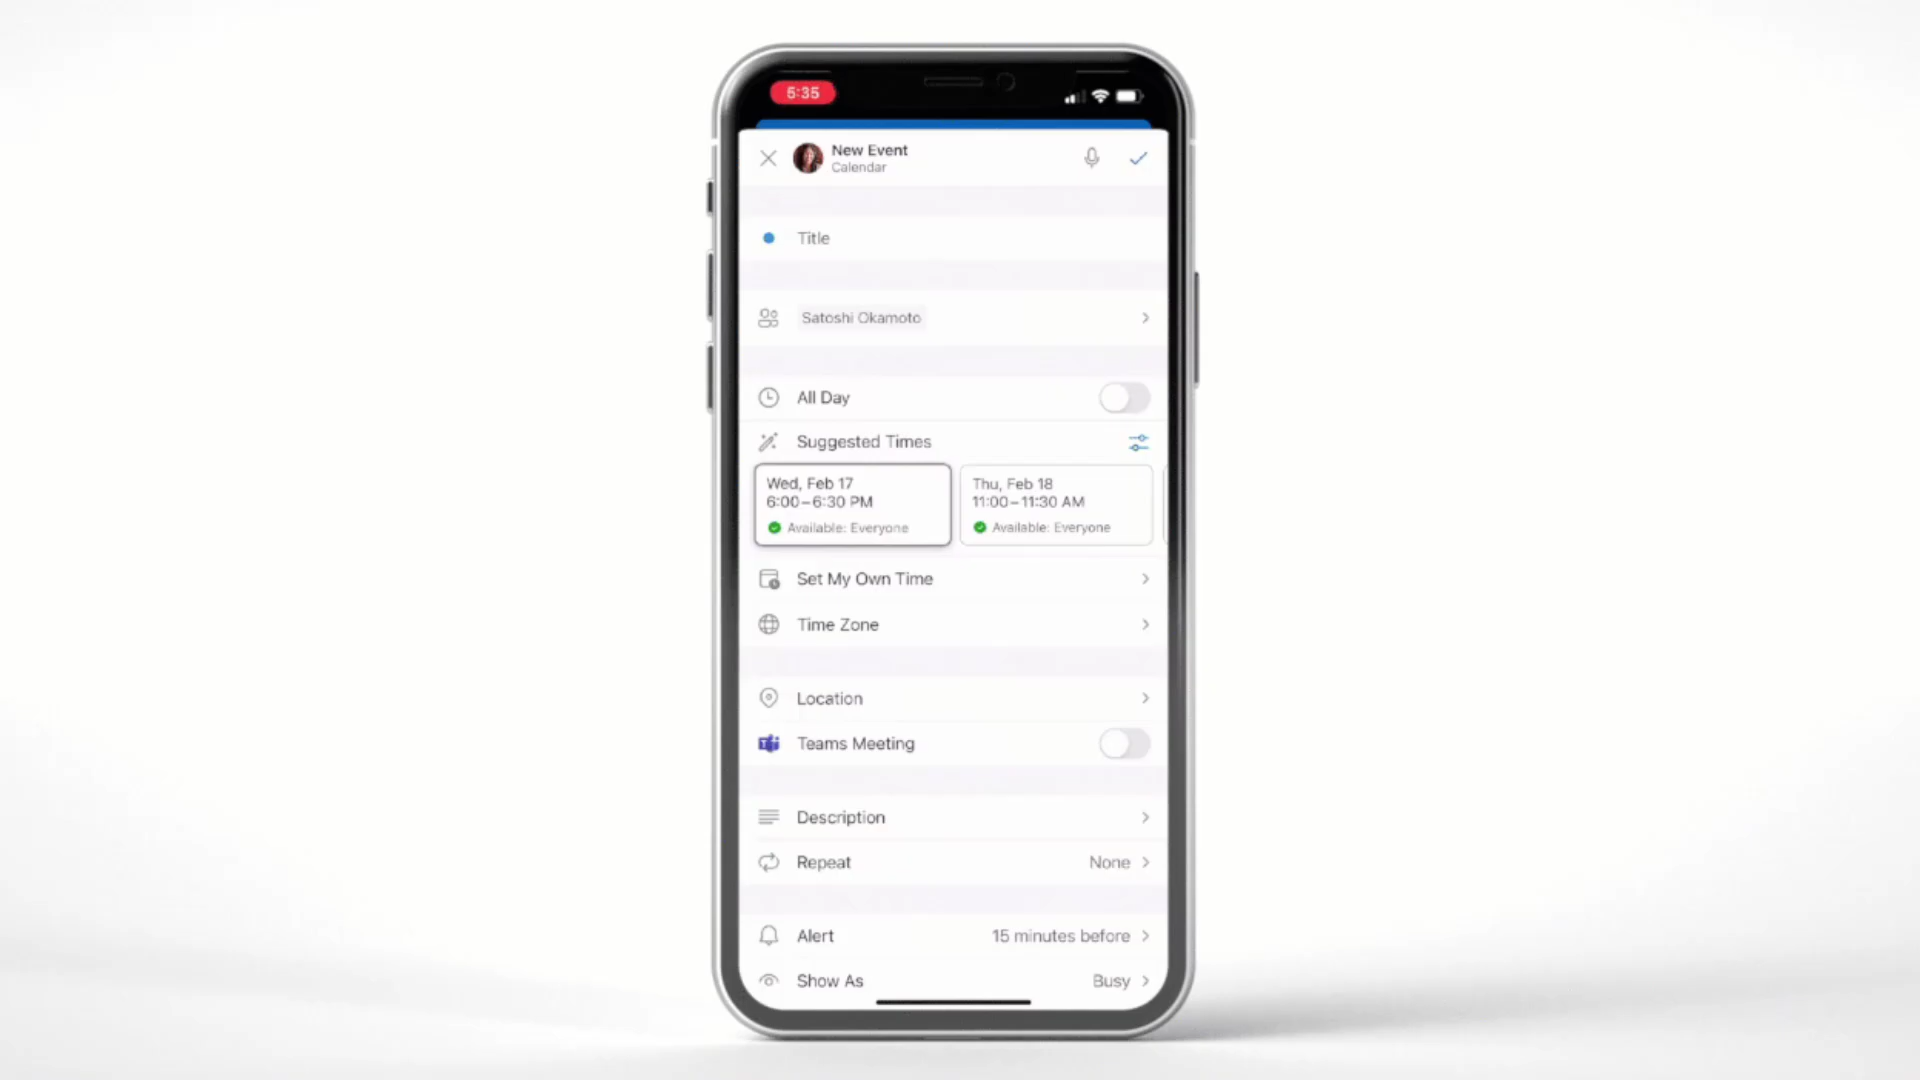 5:35
New Event
Calendar
Title
Satoshi Okamoto
All Day
Suggested Times
Wed, Feb 17
6:00–6:30 PM
Available: Everyone
Thu, Feb 18
11:00–11:30 AM
Available: Everyone
Set My Own Time
Time Zone
Location
Teams Meeting
Description
Repeat None
Alert 15 minutes before
Show As Busy